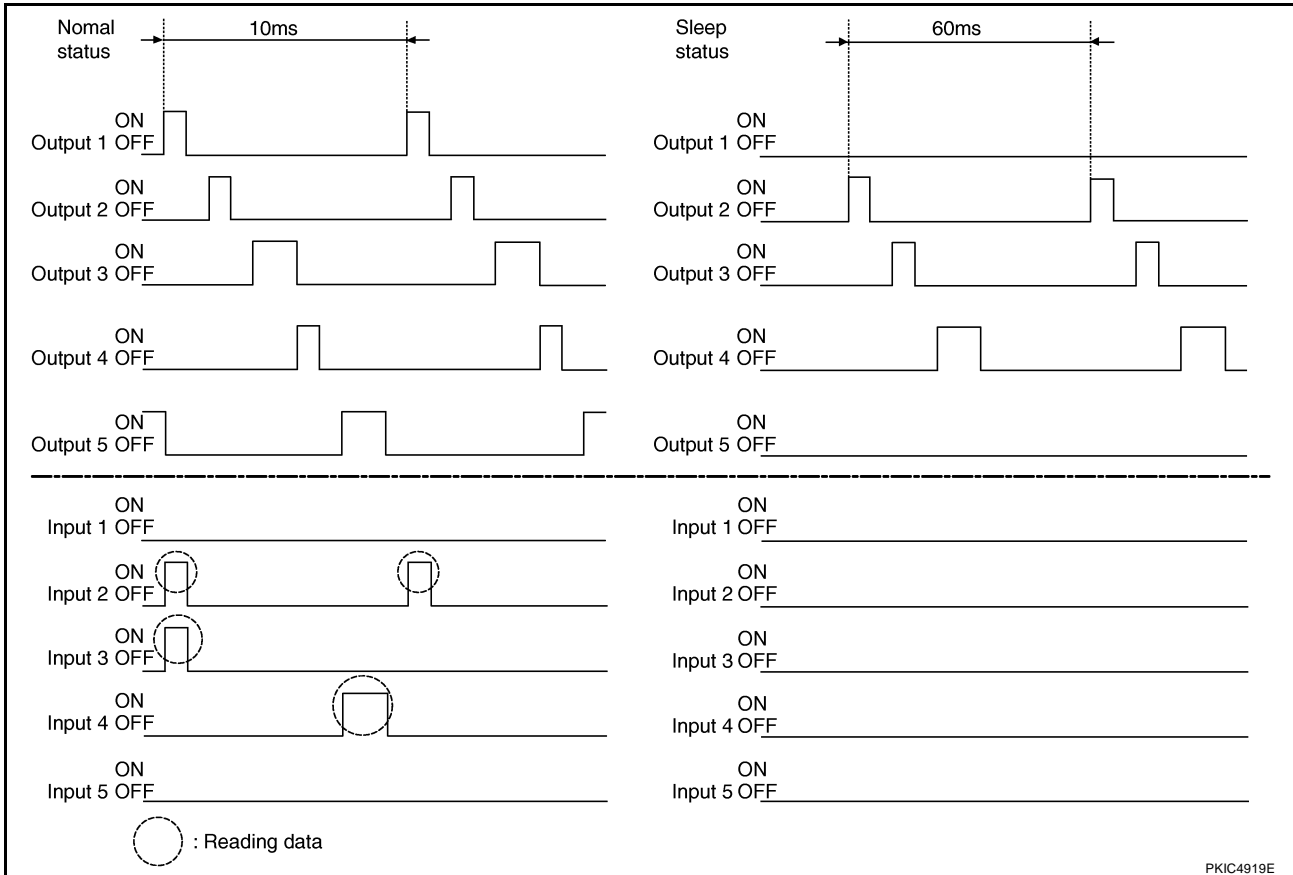 Nomal
status
10ms
Sleep
status
60ms
ON
Output 1 OFF
ON
Output 1 OFF
ON
Output 2 OFF
ON
Output 2 OFF
ON
Output 3 OFF
ON
Output 3 OFF
ON
Output 4 OFF
ON
Output 4 OFF
ON
Output 5 OFF
ON
Output 5 OFF
ON
Input 1 OFF
ON
Input 1 OFF
ON
Input 2 OFF
ON
Input 2 OFF
ON
Input 3 OFF
ON
Input 3 OFF
ON
Input 4 OFF
ON
Input 4 OFF
ON
Input 5 OFF
ON
Input 5 OFF
: Reading data
PKIC4919E